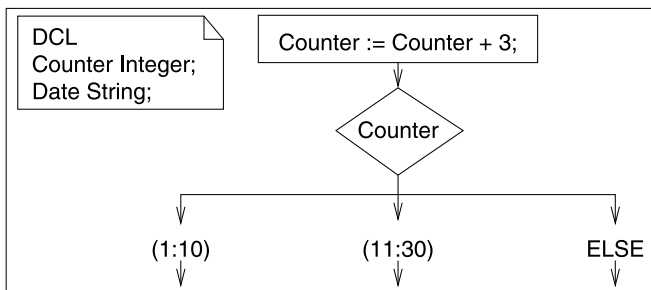 DCL
Counter Integer;
Date String;
Counter := Counter + 3;
Counter
(1:10)
(11:30)
ELSE